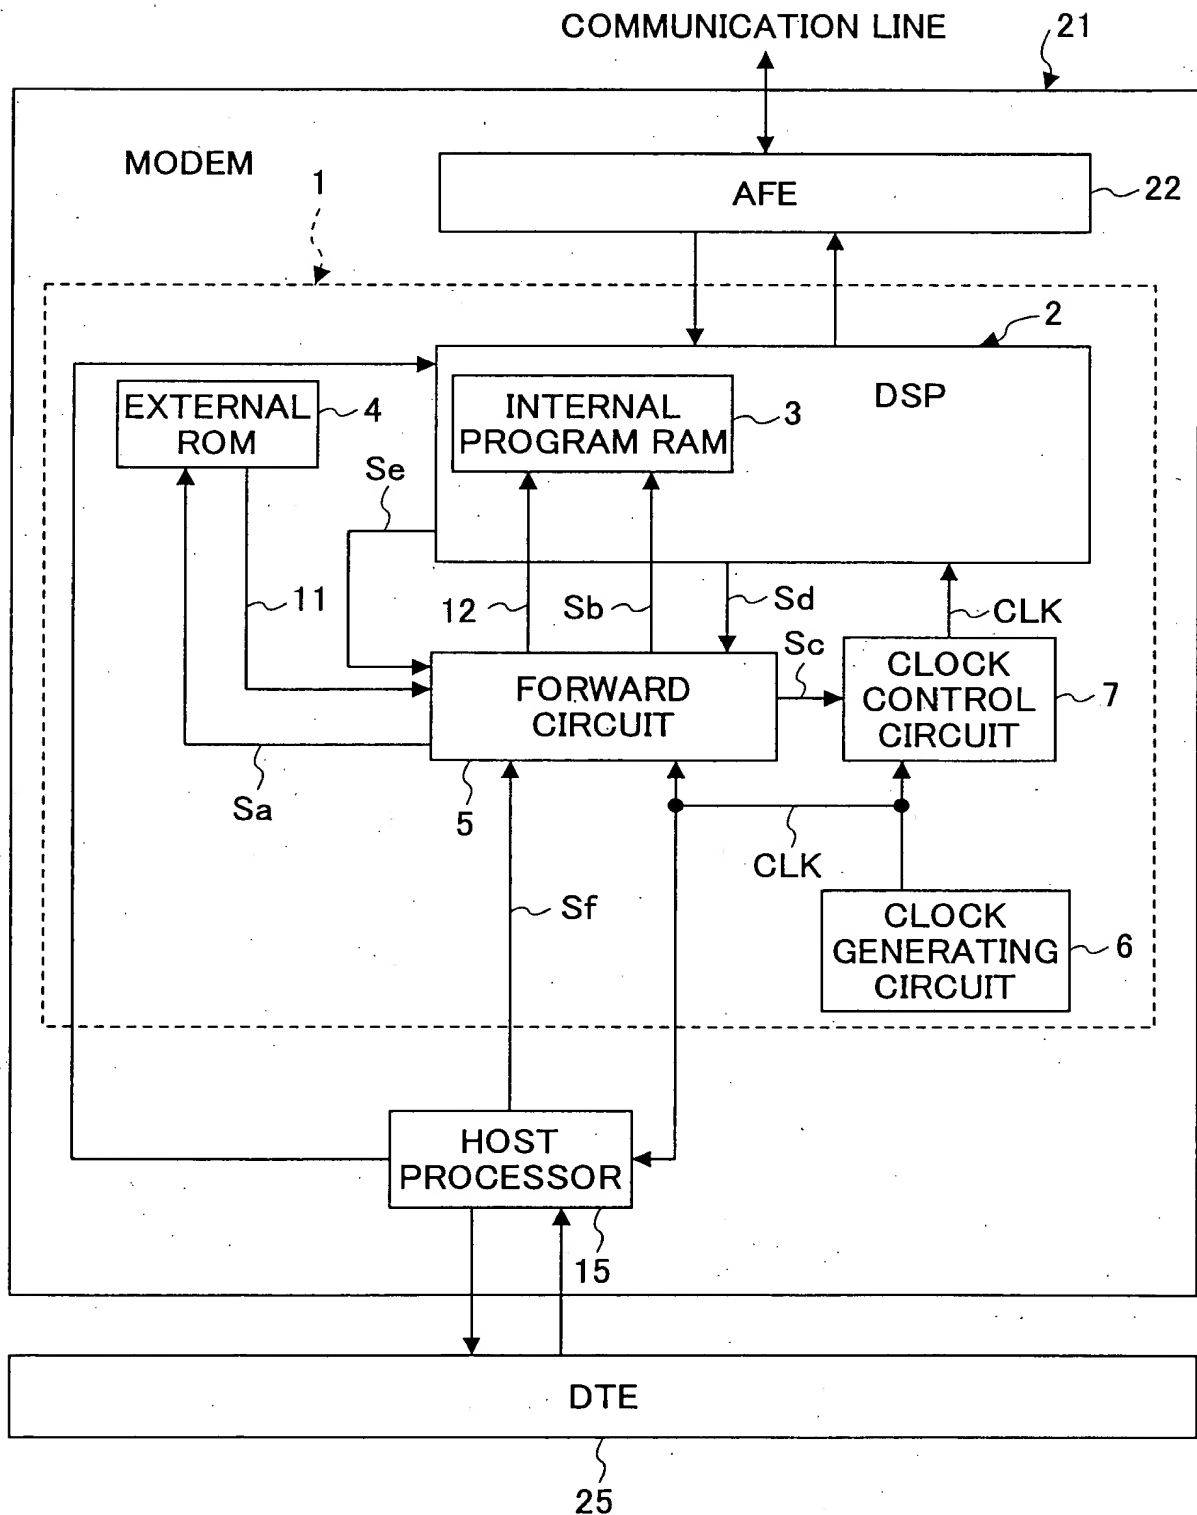 COMMUNICATION LINE
21
MODEM
1
AFE
22
2
EXTERNAL
ROM
4
INTERNAL
PROGRAM RAM
3
DSP
Se
11
12
Sb
Sd
CLK
Sc
FORWARD
CIRCUIT
CLOCK
CONTROL
CIRCUIT
7
Sa
5
CLK
Sf
CLOCK
GENERATING
CIRCUIT
6
HOST
PROCESSOR
15
DTE
25